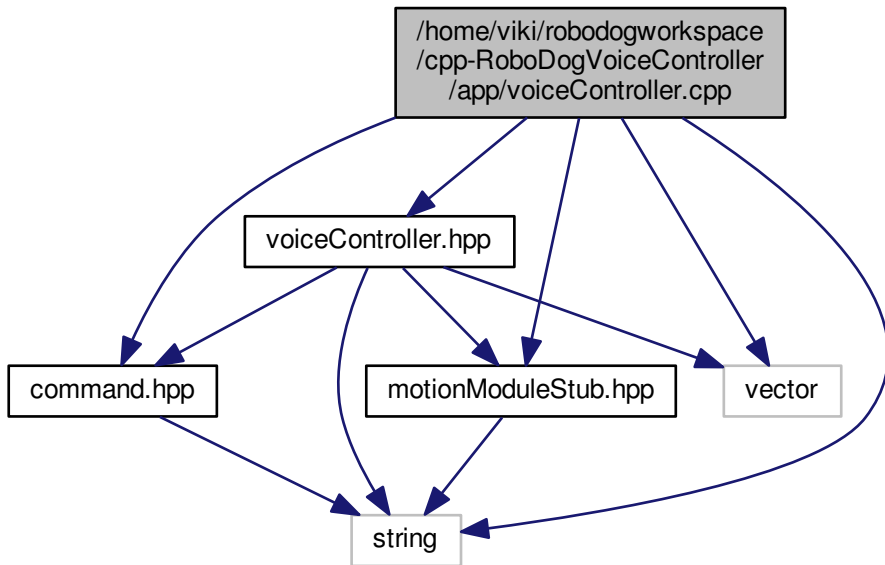 /home/viki/robodogworkspace
/cpp-RoboDogVoiceController
/app/voiceController.cpp
voiceController.hpp
command.hpp
motionModuleStub.hpp
vector
string